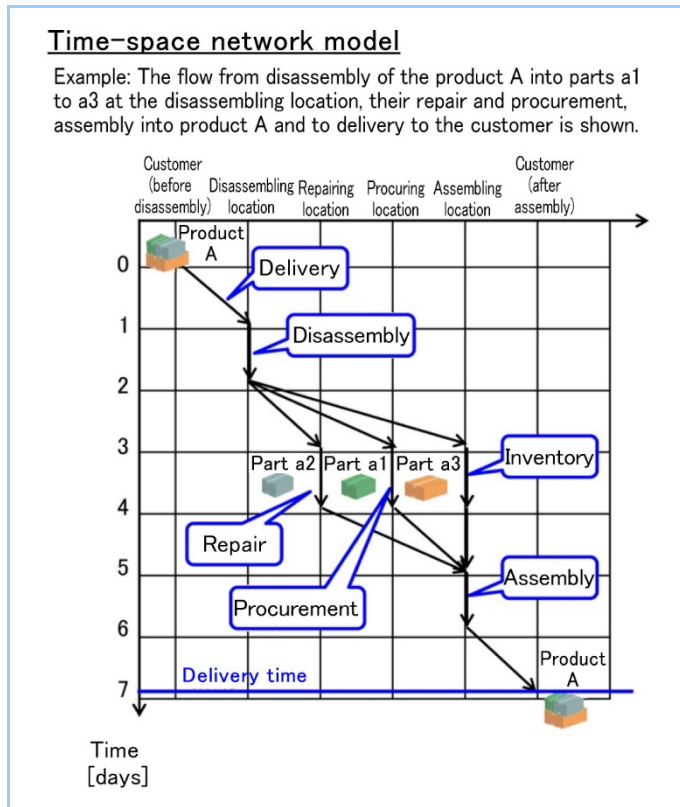 Time-space network model
Example: The flow from disassembly of the product A into parts a1
to a3 at the disassembling location, their repair and procurement,
assembly into product A and to delivery to the customer is shown.
Customer
(before
disassembly)
Disassembling
location
Repairing
location
Procuring
location
Assembling
location
Customer
(after
assembly)
Product
A
0
Delivery
1
Disassembly
2
3
Part a2
Part a1
Part a3
Inventory
4
Repair
5
Procurement
Assembly
6
Product
A
Delivery time
7
Time
[days]